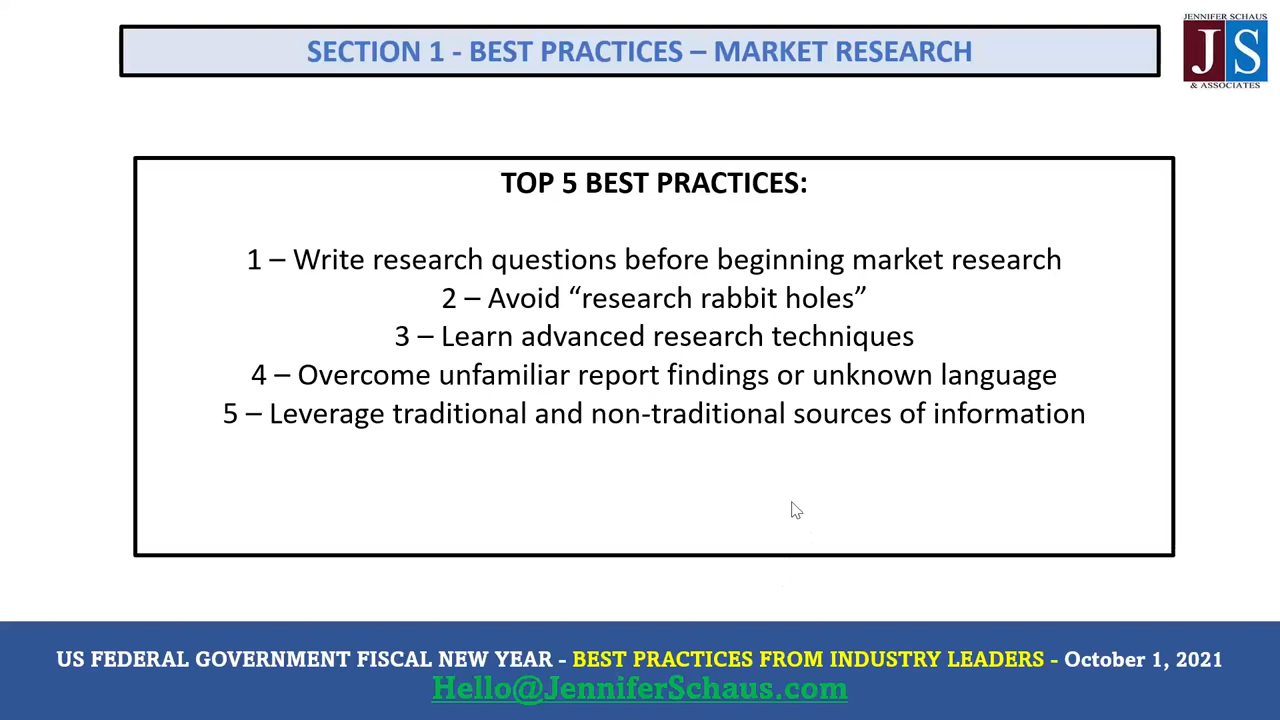 SECTION 1 - BEST PRACTICES – MARKET RESEARCH
JENNIFER SCHAUS
JS
& ASSOCIATES
TOP 5 BEST PRACTICES:
1 – Write research questions before beginning market research
2 – Avoid “research rabbit holes”
3 – Learn advanced research techniques
4 – Overcome unfamiliar report findings or unknown language
5 – Leverage traditional and non-traditional sources of information
US FEDERAL GOVERNMENT FISCAL NEW YEAR - BEST PRACTICES FROM INDUSTRY LEADERS - October 1, 2021
Hello@JenniferSchaus.com